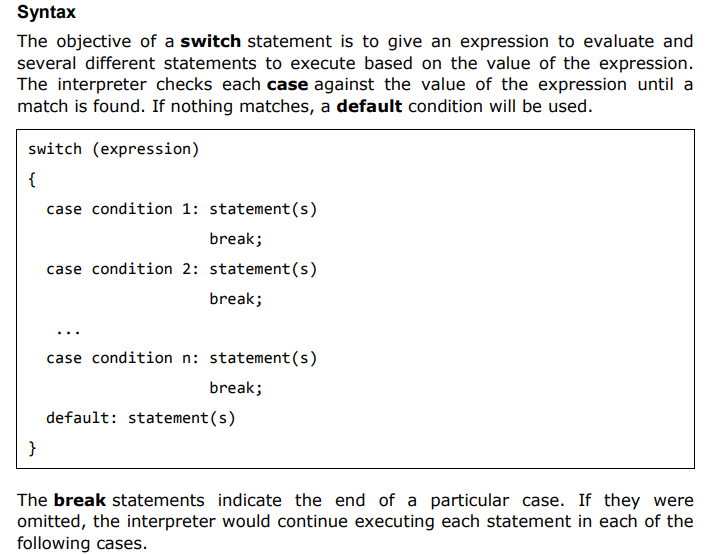 Syntax
The objective of a switch statement is to give an expression to evaluate and
several different statements to execute based on the value of the expression.
The interpreter checks each case against the value of the expression until a
match is found. If nothing matches, a default condition will be used.
switch (expression)
{
case condition 1: statement(s)
break;
case condition 2: statement(s)
break;
...
case condition n: statement(s)
break;
default: statement(s)
}
The break statements indicate the end of a particular case. If they were
omitted, the interpreter would continue executing each statement in each of the
following cases.